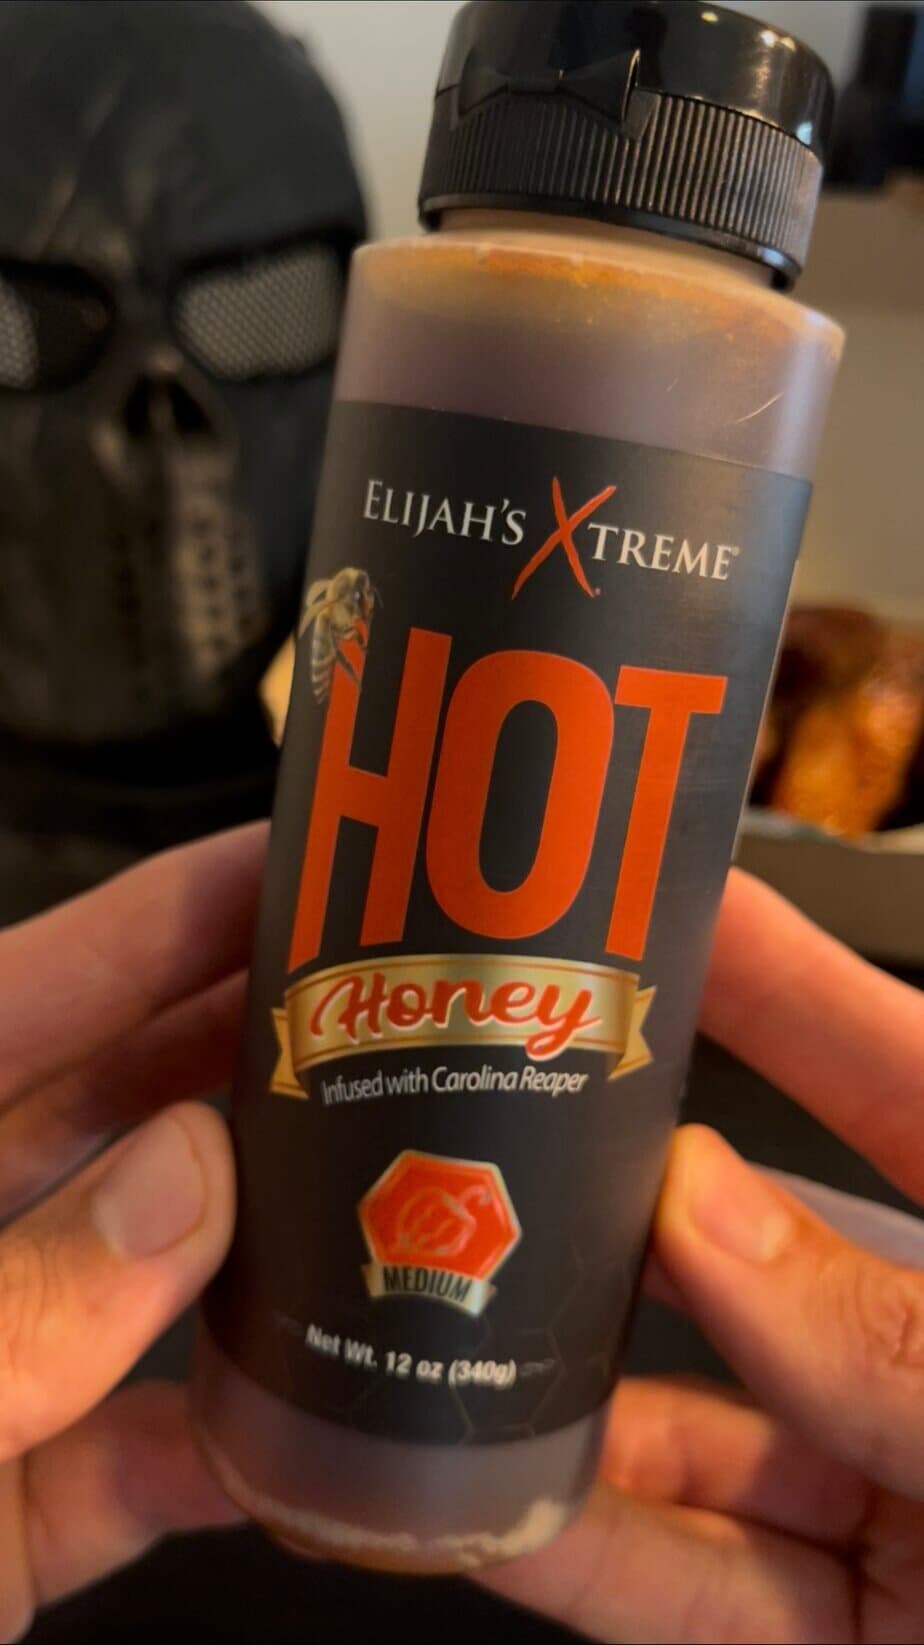 ELIJAH'S XTREME®
HOT
Honey
Infused with Carolina Reaper
MEDIUM
Net Wt. 12 oz (340g)